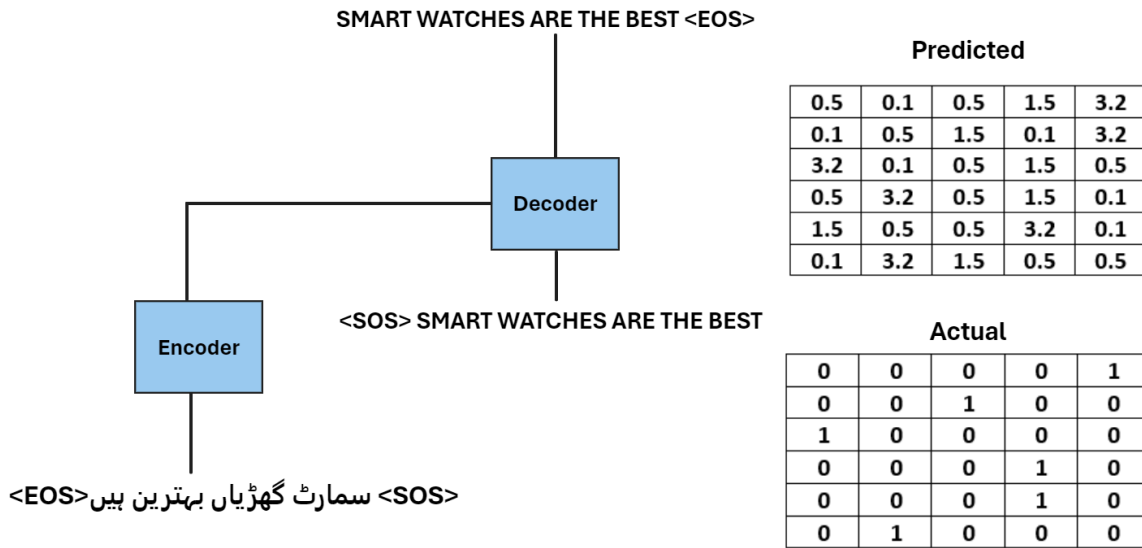 SMART WATCHES ARE THE BEST <EOS>
Decoder
<SOS> SMART WATCHES ARE THE BEST
Encoder
<SOS> سمارٹ گھڑیاں بہترین ہیں<EOS>
Predicted
0.5 0.1 0.5 1.5 3.2
0.1 0.5 1.5 0.1 3.2
3.2 0.1 0.5 1.5 0.5
0.5 3.2 0.5 1.5 0.1
1.5 0.5 0.5 3.2 0.1
0.1 3.2 1.5 0.5 0.5
Actual
0 0 0 0 1
0 0 1 0 0
1 0 0 0 0
0 0 0 1 0
0 0 0 1 0
0 1 0 0 0